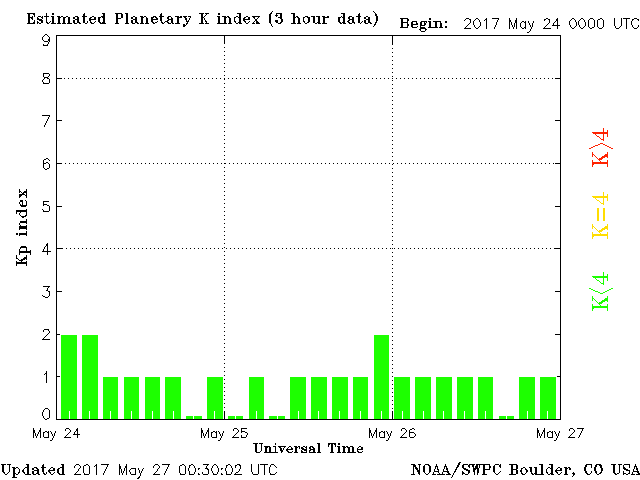 Estimated Planetary K index (3 hour data) Begin: 2017 May 24 0000 UTC
9
8
7
6
5
4
3
2
1
0
Kp index
K>4
K=4
K<4
May 24 May 25 May 26 May 27
Universal Time
Updated 2017 May 27 00:30:02 UTC NOAA/SWPC Boulder, CO USA